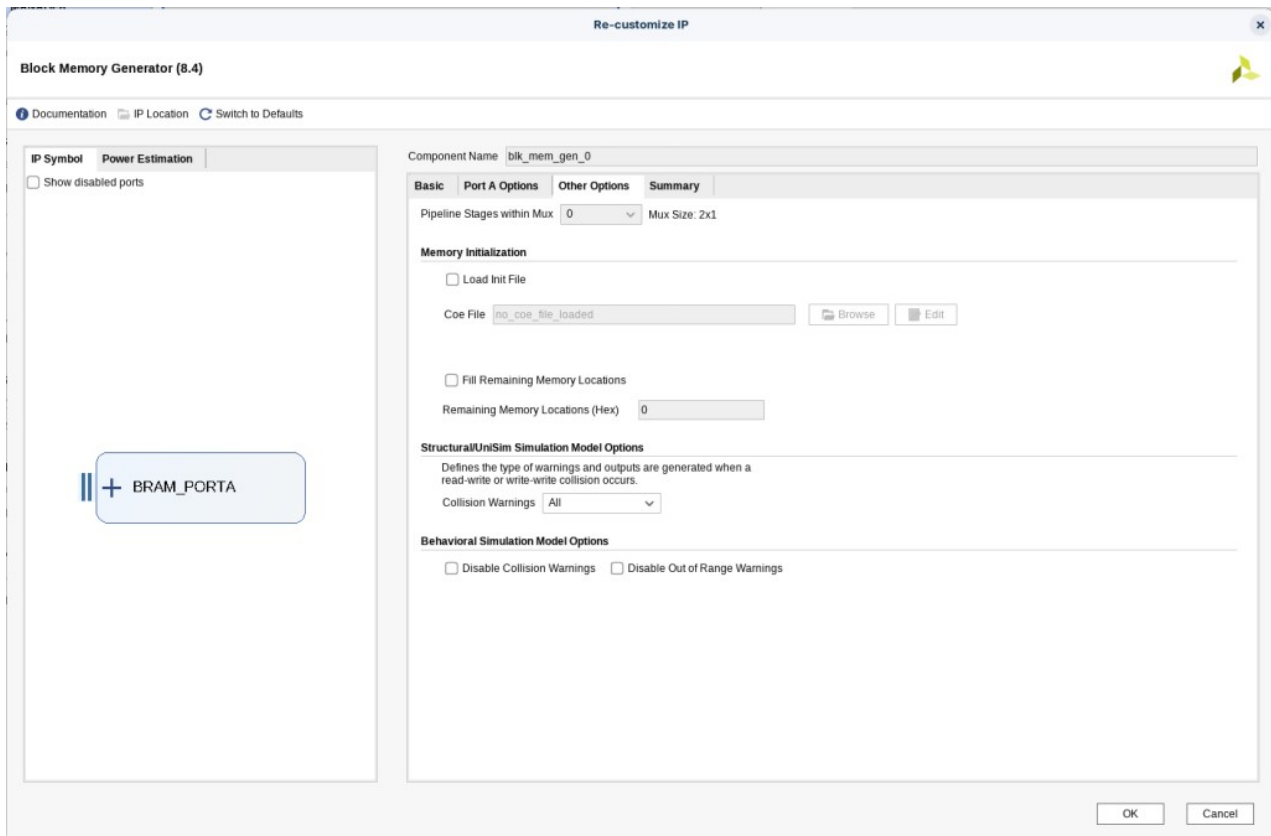 Re-customize IP
Block Memory Generator (8.4)
Documentation IP Location Switch to Defaults
IP Symbol Power Estimation
Show disabled ports
BRAM_PORTA
Component Name blk_mem_gen_0
Basic Port A Options Other Options Summary
Pipeline Stages within Mux 0 Mux Size: 2x1
Memory Initialization
Load Init File
Coe File no_coe_file_loaded Browse Edit
Fill Remaining Memory Locations
Remaining Memory Locations (Hex) 0
Structural/UniSim Simulation Model Options
Defines the type of warnings and outputs are generated when a
read-write or write-write collision occurs.
Collision Warnings All
Behavioral Simulation Model Options
Disable Collision Warnings Disable Out of Range Warnings
OK Cancel